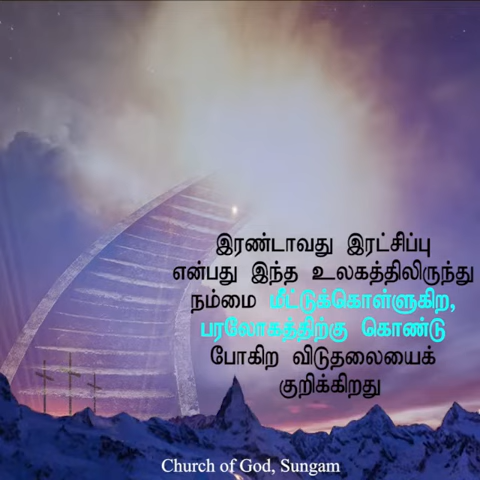 இரண்டாவது இரட்சிப்பு
என்பது இந்த உலகத்திலிருந்து
நம்மை மீட்டுக்கொள்ளுகிற,
பரலோகத்திற்கு கொண்டு
போகிற விடுதலையைக்
குறிக்கிறது
Church of God, Sungam